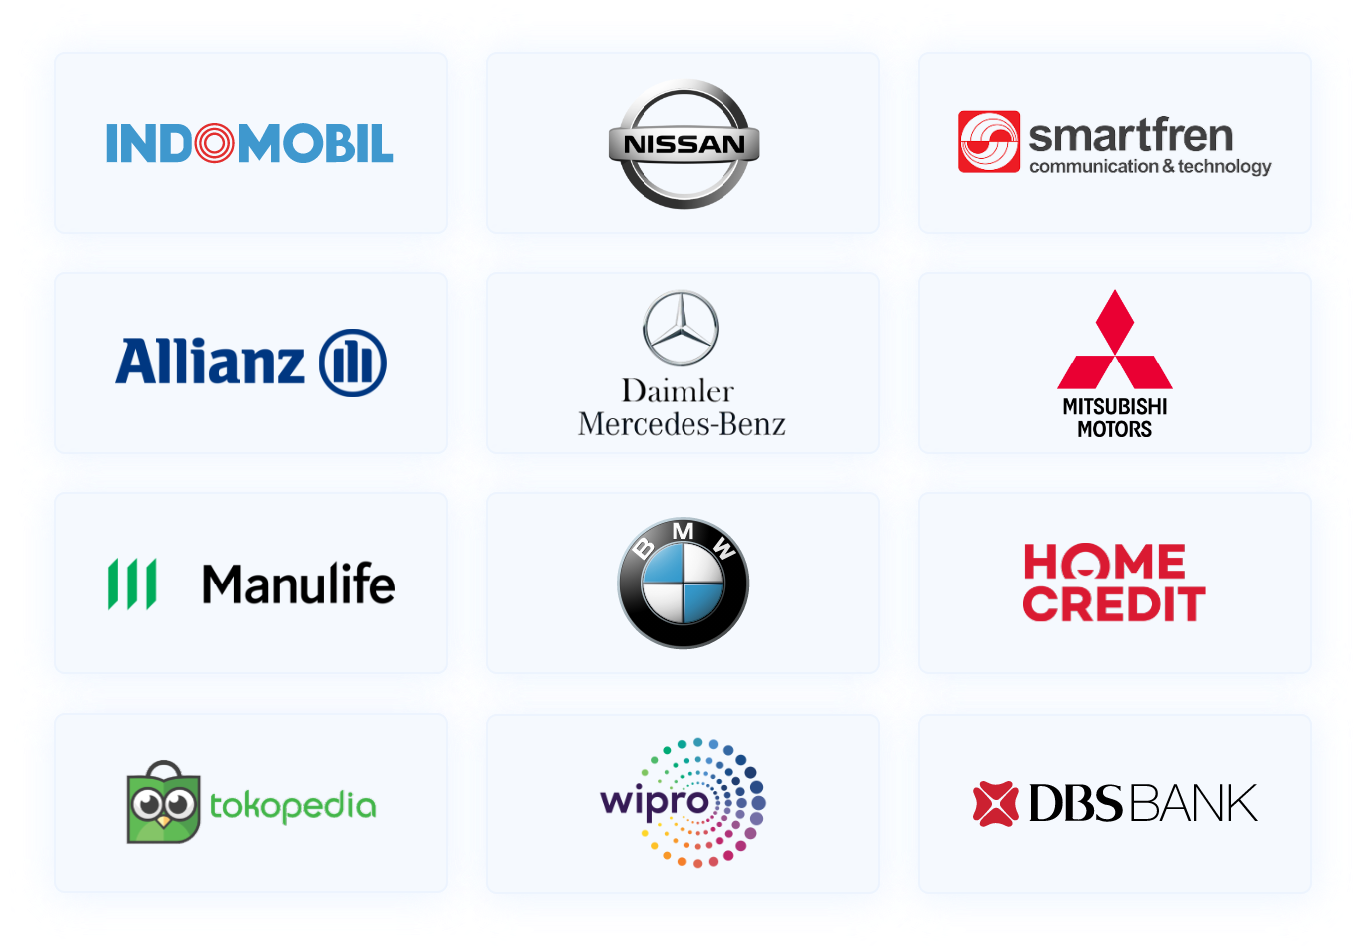 INDOMOBIL
NISSAN
smartfren
communication & technology
Allianz
Daimler
Mercedes-Benz
MITSUBISHI
MOTORS
Manulife
BMW
HOME
CREDIT
tokopedia
wipro
DBS BANK